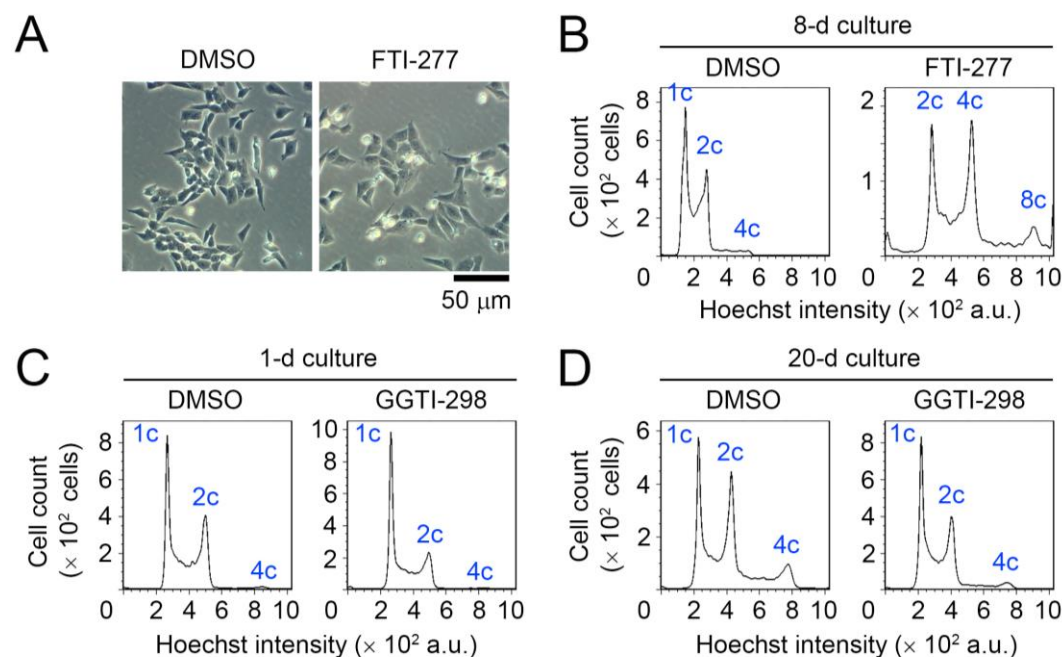 A
DMSO
FTI-277
50 μm
B
8-d culture
DMSO
FTI-277
Cell count
(× 10² cells)
8
6
4
2
1c
2c
4c
0 2 4 6 8 10
2
1
2c
4c
8c
0 2 4 6 8 10
Hoechst intensity (× 10² a.u.)
C
1-d culture
DMSO
GGTI-298
Cell count
(× 10² cells)
8
6
4
2
1c
2c
4c
0 2 4 6 8 10
10
8
6
4
2
1c
2c
4c
0 2 4 6 8 10
Hoechst intensity (× 10² a.u.)
D
20-d culture
DMSO
GGTI-298
Cell count
(× 10² cells)
6
4
2
1c
2c
4c
0 2 4 6 8 10
8
6
4
2
1c
2c
4c
0 2 4 6 8 10
Hoechst intensity (× 10² a.u.)